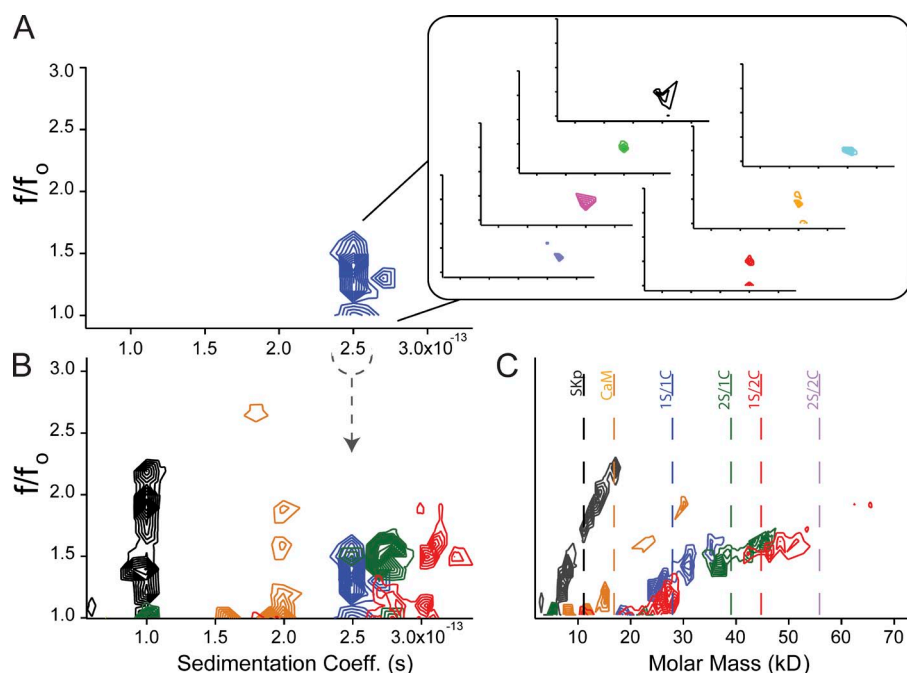 A
f/fo
3.0
2.5
2.0
1.5
1.0
1.0 1.5 2.0 2.5 3.0x10-13
B
f/fo
3.0
2.5
2.0
1.5
1.0
1.0 1.5 2.0 2.5 3.0x10-13
Sedimentation Coeff. (s)
C
SKp
CaM
1S/1C
2S/1C
1S/2C
2S/2C
10 20 30 40 50 60 70
Molar Mass (kD)